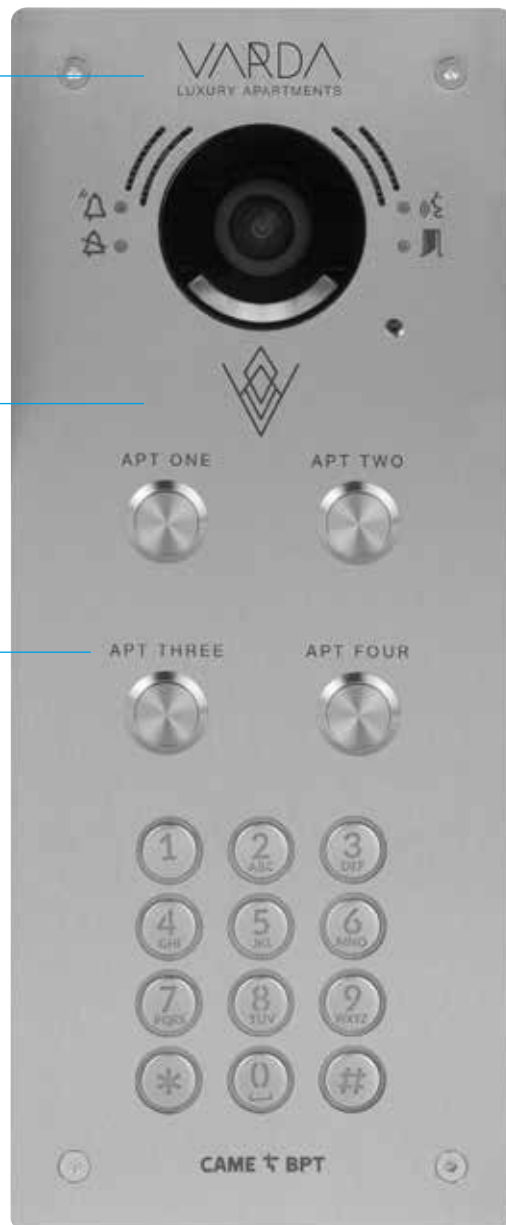 VARDA
LUXURY APARTMENTS
APT ONE APT TWO
APT THREE APT FOUR
1 2 ABC 3 DEF
4 GHI 5 JKL 6 MNO
7 PQRS 8 TUV 9 WXYZ
* 0 #
CAME BPT